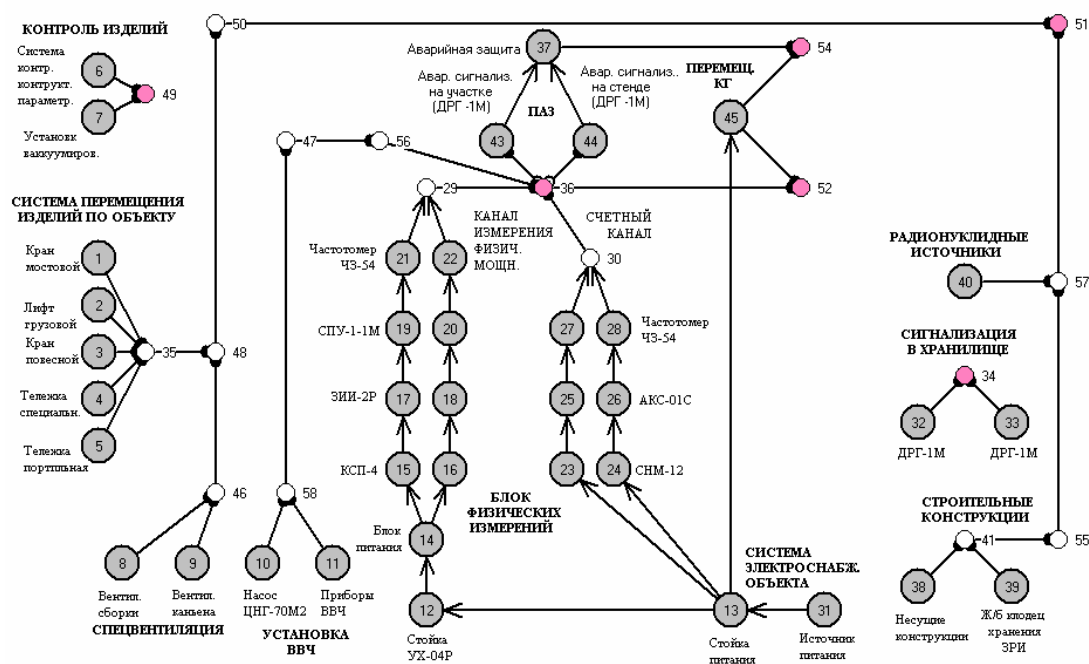 КОНТРОЛЬ ИЗДЕЛИЙ
Система
контр.
контрукт.
параметр.
6
49
7
Установк
ваккуумиров.
50
51
Аварийная защита
37
54
Авар. сигнализ.
на участке
(ДРГ -1М)
Авар. сигнализ..
на стенде
(ДРГ -1М)
ПАЗ
ПЕРЕМЕЩ.
КГ
45
43
44
47
56
29
36
52
СИСТЕМА ПЕРЕМЕЩЕНИЯ
ИЗДЕЛИЙ ПО ОБЪЕКТУ
Кран
мостовой
1
Лифт
грузовой
2
Кран
повесной
3
35
48
Тележка
специальн.
4
Тележка
портпльная
5
КАНАЛ
ИЗМЕРЕНИЯ
ФИЗИЧ.
МОЩН.
СЧЕТНЫЙ
КАНАЛ
30
Частотомер
ЧЗ-54
21
22
СПУ-1-1М
19
20
27
28
Частотомер
ЧЗ-54
ЗИИ-2Р
17
18
25
26
АКС-01С
КСП-4
15
16
23
24
СНМ-12
РАДИОНУКЛИДНЫЕ
ИСТОЧНИКИ
40
57
СИГНАЛИЗАЦИЯ
В ХРАНИЛИЩЕ
34
32
33
ДРГ-1М
ДРГ-1М
46
58
БЛОК
ФИЗИЧЕСКИХ
ИЗМЕРЕНИЙ
Блок
питания
14
СТРОИТЕЛЬНЫЕ
КОНСТРУКЦИИ
41
55
38
39
Несущие
конструкции
Ж/б клодец
хранения
ЗРИ
8
9
10
11
Вентил.
сборки
Вентил.
каньена
Насос
ЦНГ-70М2
Приборы
ВВЧ
СПЕЦВЕНТИЛЯЦИЯ
УСТАНОВКА
ВВЧ
СИСТЕМА
ЭЛЕКТРОСНАБЖ.
ОБЪЕКТА
12
13
31
Стойка
УХ-04Р
Стойка
питания
Источник
питания